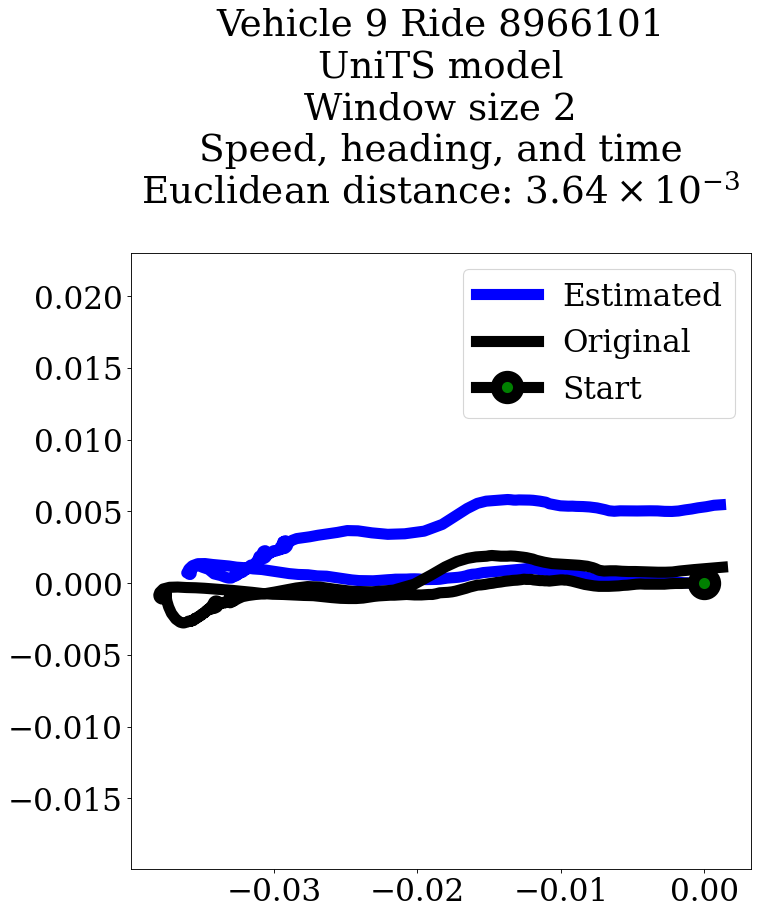 Vehicle 9 Ride 8966101
UniTS model
Window size 2
Speed, heading, and time
Euclidean distance: 3.64 × 10⁻³
Estimated
Original
Start
0.020
0.015
0.010
0.005
0.000
−0.005
−0.010
−0.015
−0.03 −0.02 −0.01 0.00